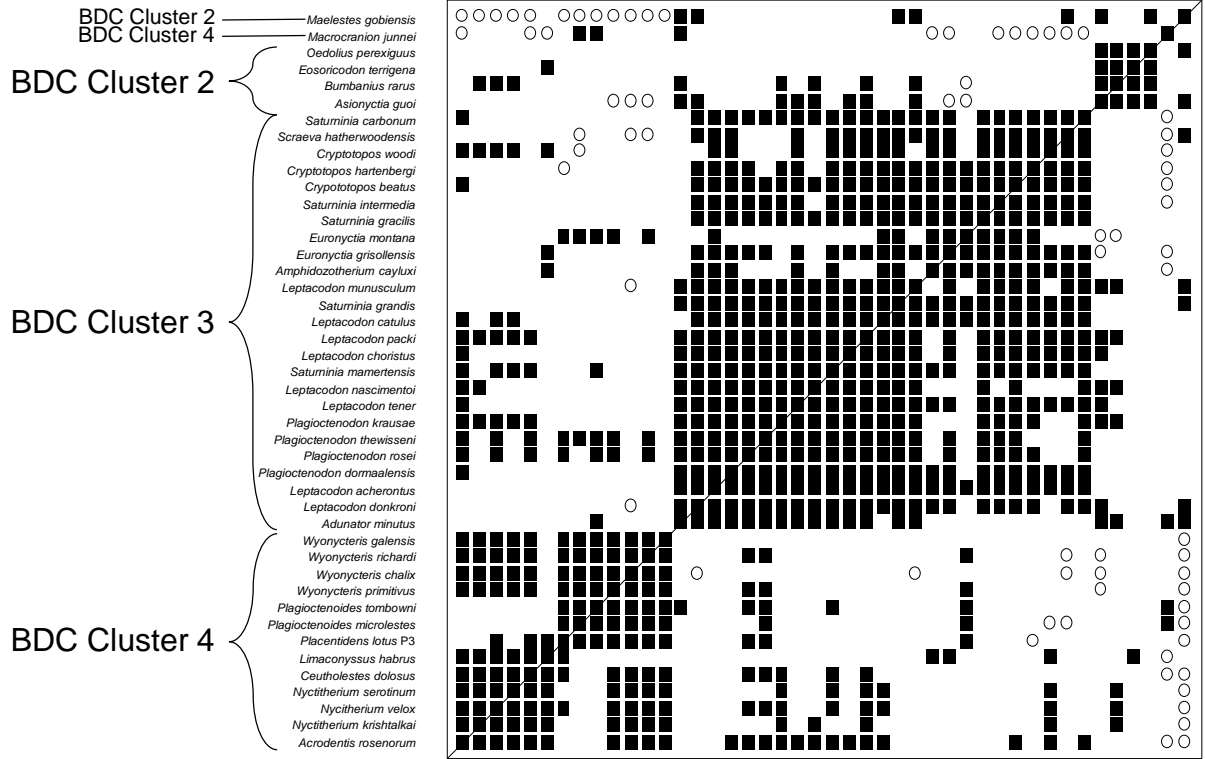 BDC Cluster 2
Maelestes gobiensis
BDC Cluster 4
Macrocranion junnei
Oedolius perexiguus
Eosoricodon terrigena
BDC Cluster 2
Bumbanius rarus
Asionyctia guoi
Saturninia carbonum
Scraeva hatherwoodensis
Cryptotopos woodi
Cryptotopos hartenbergi
Crypototopos beatus
Saturninia intermedia
Saturninia gracilis
Euronyctia montana
Euronyctia grisollensis
Amphidozotherium cayluxi
Leptacodon munusculum
Saturninia grandis
BDC Cluster 3
Leptacodon catulus
Leptacodon packi
Leptacodon choristus
Saturninia mamertensis
Leptacodon nascimentoi
Leptacodon tener
Plagioctenodon krausae
Plagioctenodon thewisseni
Plagioctenodon rosei
Plagioctenodon dormaalensis
Leptacodon acherontus
Leptacodon donkroni
Adunator minutus
Wyonycteris galensis
Wyonycteris richardi
Wyonycteris chalix
Wyonycteris primitivus
Plagioctenoides tombowni
Plagioctenoides microlestes
BDC Cluster 4
Placentidens lotus P3
Limaconyssus habrus
Ceutholestes dolosus
Nyctitherium serotinum
Nycitherium velox
Nyctitherium krishtalkai
Acrodentis rosenorum